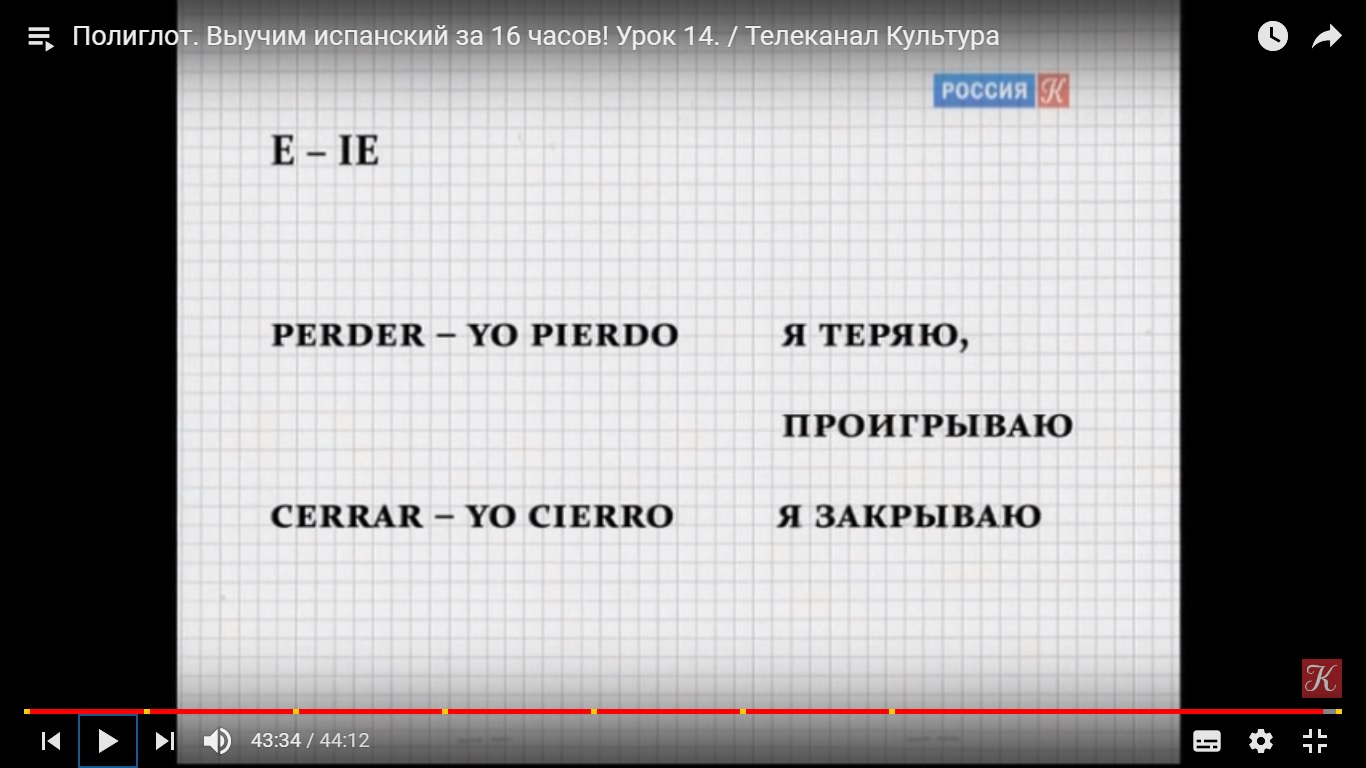 Полиглот. Выучим испанский за 16 часов! Урок 14. / Телеканал Культура
РОССИЯ К
E – IE
PERDER – YO PIERDO Я ТЕРЯЮ,
ПРОИГРЫВАЮ
CERRAR – YO CIERRO Я ЗАКРЫВАЮ
К
43:34 / 44:12